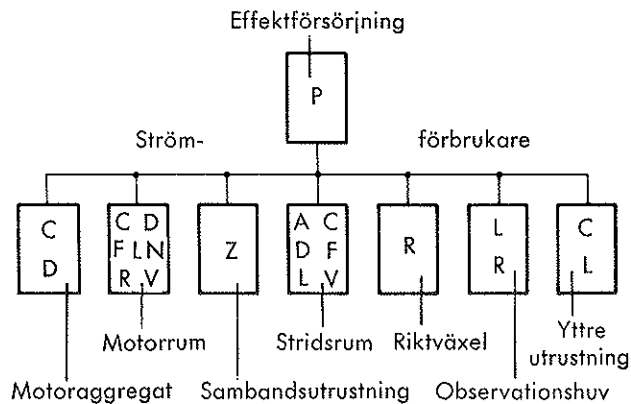 Effektförsörjning
P
Ström- förbrukare
C D
C D F L N R V
Z
A C D F L V
R
L R
C L
Motorrum
Stridsrum
Riktväxel
Yttre
utrustning
Motoraggregat
Sambandsutrustning
Observationshuv